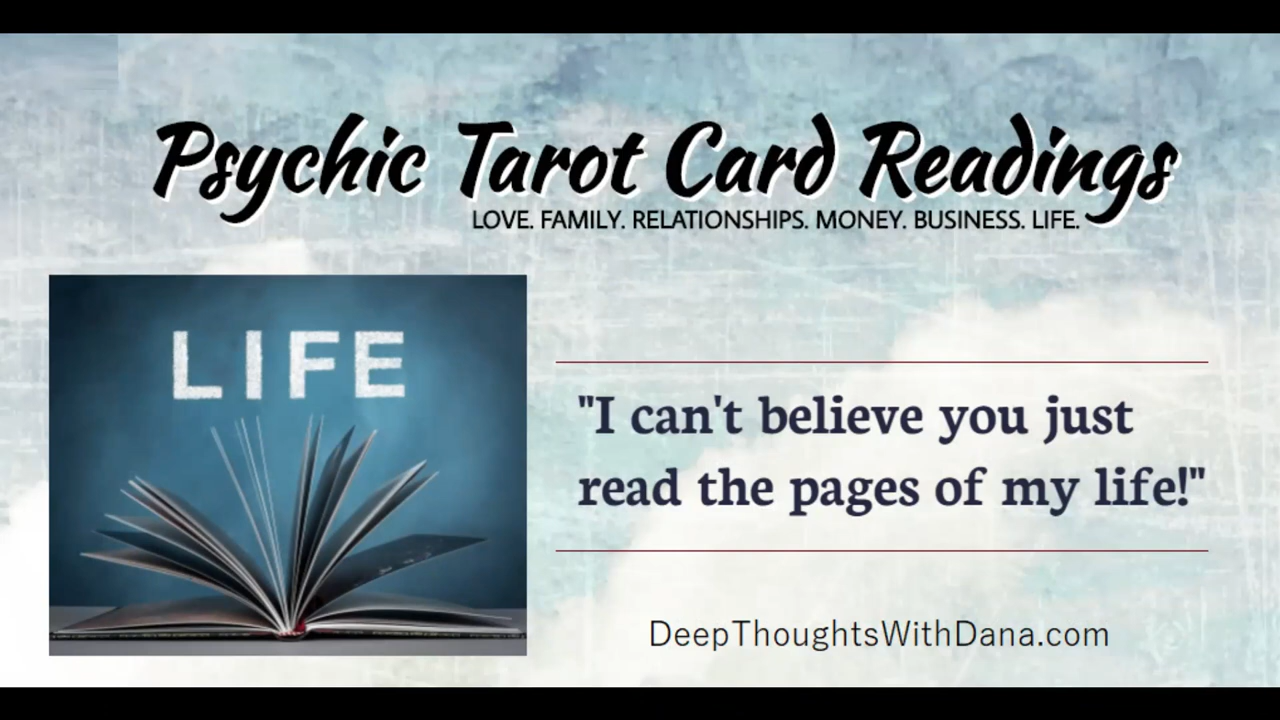 Psychic Tarot Card Readings
LOVE. FAMILY. RELATIONSHIPS. MONEY. BUSINESS. LIFE.
LIFE
"I can't believe you just
read the pages of my life!"
DeepThoughtsWithDana.com